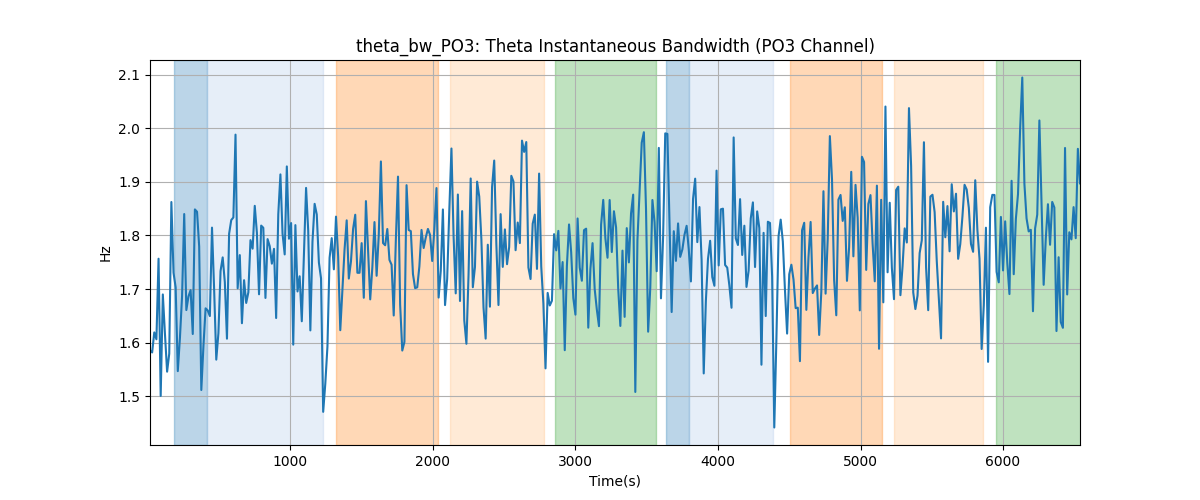 theta_bw_PO3: Theta Instantaneous Bandwidth (PO3 Channel)
Hz
2.1
2.0
1.9
1.8
1.7
1.6
1.5
1000 2000 3000 4000 5000 6000
Time(s)